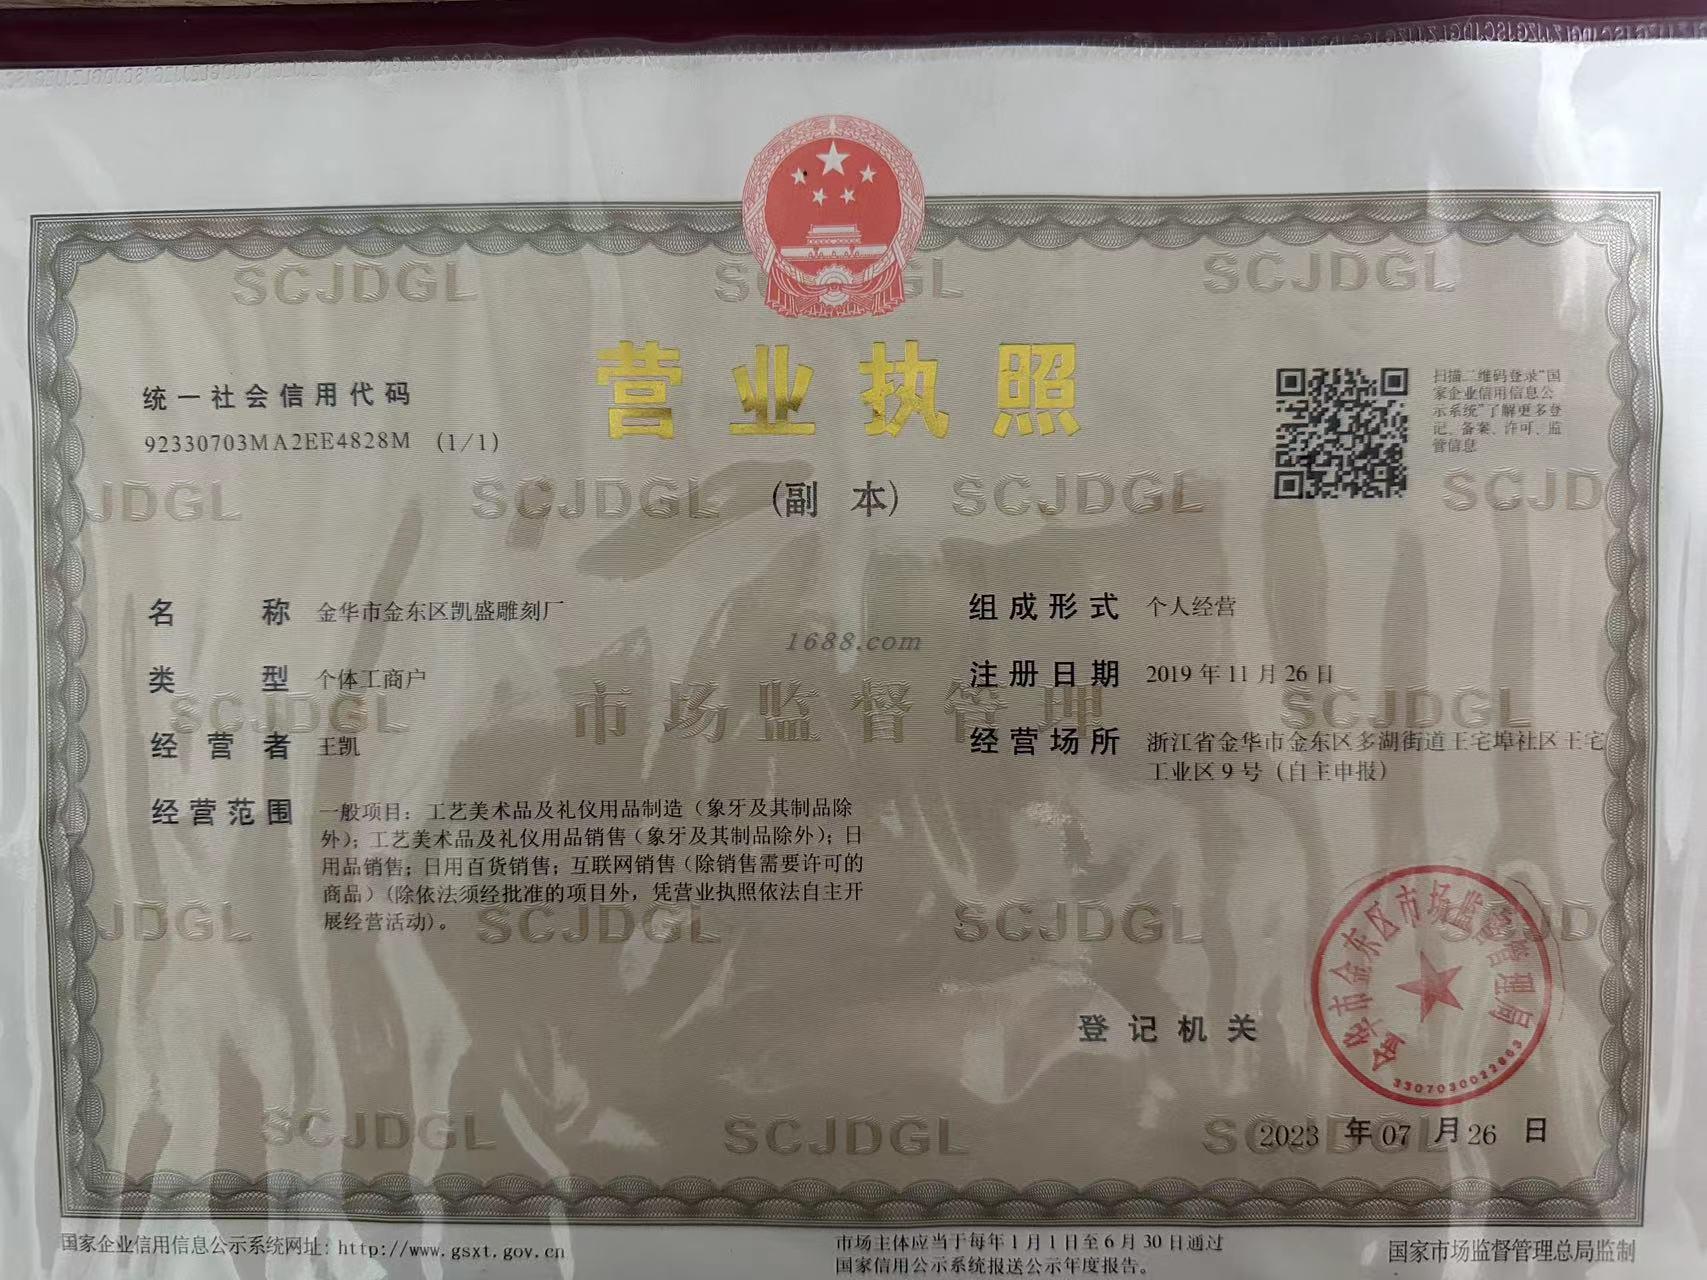 营业执照
(副本)
统一社会信用代码
92330703MA2EE4828M (1/1)
扫描二维码登录“国
家企业信用信息公
示系统”了解更多登
记、备案、许可、监
管信息
名称 金华市金东区凯盛雕刻厂
类型 个体工商户
经营者 王凯
经营范围 一般项目：工艺美术品及礼仪用品制造（象牙及其制品除
外）；工艺美术品及礼仪用品销售（象牙及其制品除外）；日
用品销售；日用百货销售；互联网销售（除销售需要许可的
商品）(除依法须经批准的项目外，凭营业执照依法自主开
展经营活动)。
组成形式 个人经营
注册日期 2019年11月26日
经营场所 浙江省金华市金东区多湖街道王宅埠社区王宅
工业区9号（自主申报）
1688.com
市场监督管理
SCJDGL
登记机关
金华市金东区市场监督管理局
3307030022663
2023年07月26日
国家企业信用信息公示系统网址：http://www.gsxt.gov.cn
市场主体应当于每年1月1日至6月30日通过
国家信用公示系统报送公示年度报告。
国家市场监督管理总局监制